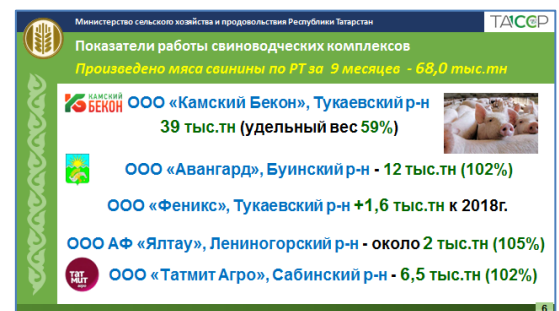 Министерство сельского хозяйства и продовольствия Республики Татарстан
ТАССР
Показатели работы свиноводческих комплексов
Произведено мяса свинины по РТ за 9 месяцев - 68,0 тыс.тн
КАМСКИЙ БЕКОН
ООО «Камский Бекон», Тукаевский р-н
39 тыс.тн (удельный вес 59%)
ООО «Авангард», Буинский р-н - 12 тыс.тн (102%)
ООО «Феникс», Тукаевский р-н +1,6 тыс.тн к 2018г.
ООО АФ «Ялтау», Лениногорский р-н - около 2 тыс.тн (105%)
ТАТ МИТ агро
ООО «Татмит Агро», Сабинский р-н - 6,5 тыс.тн (102%)
6